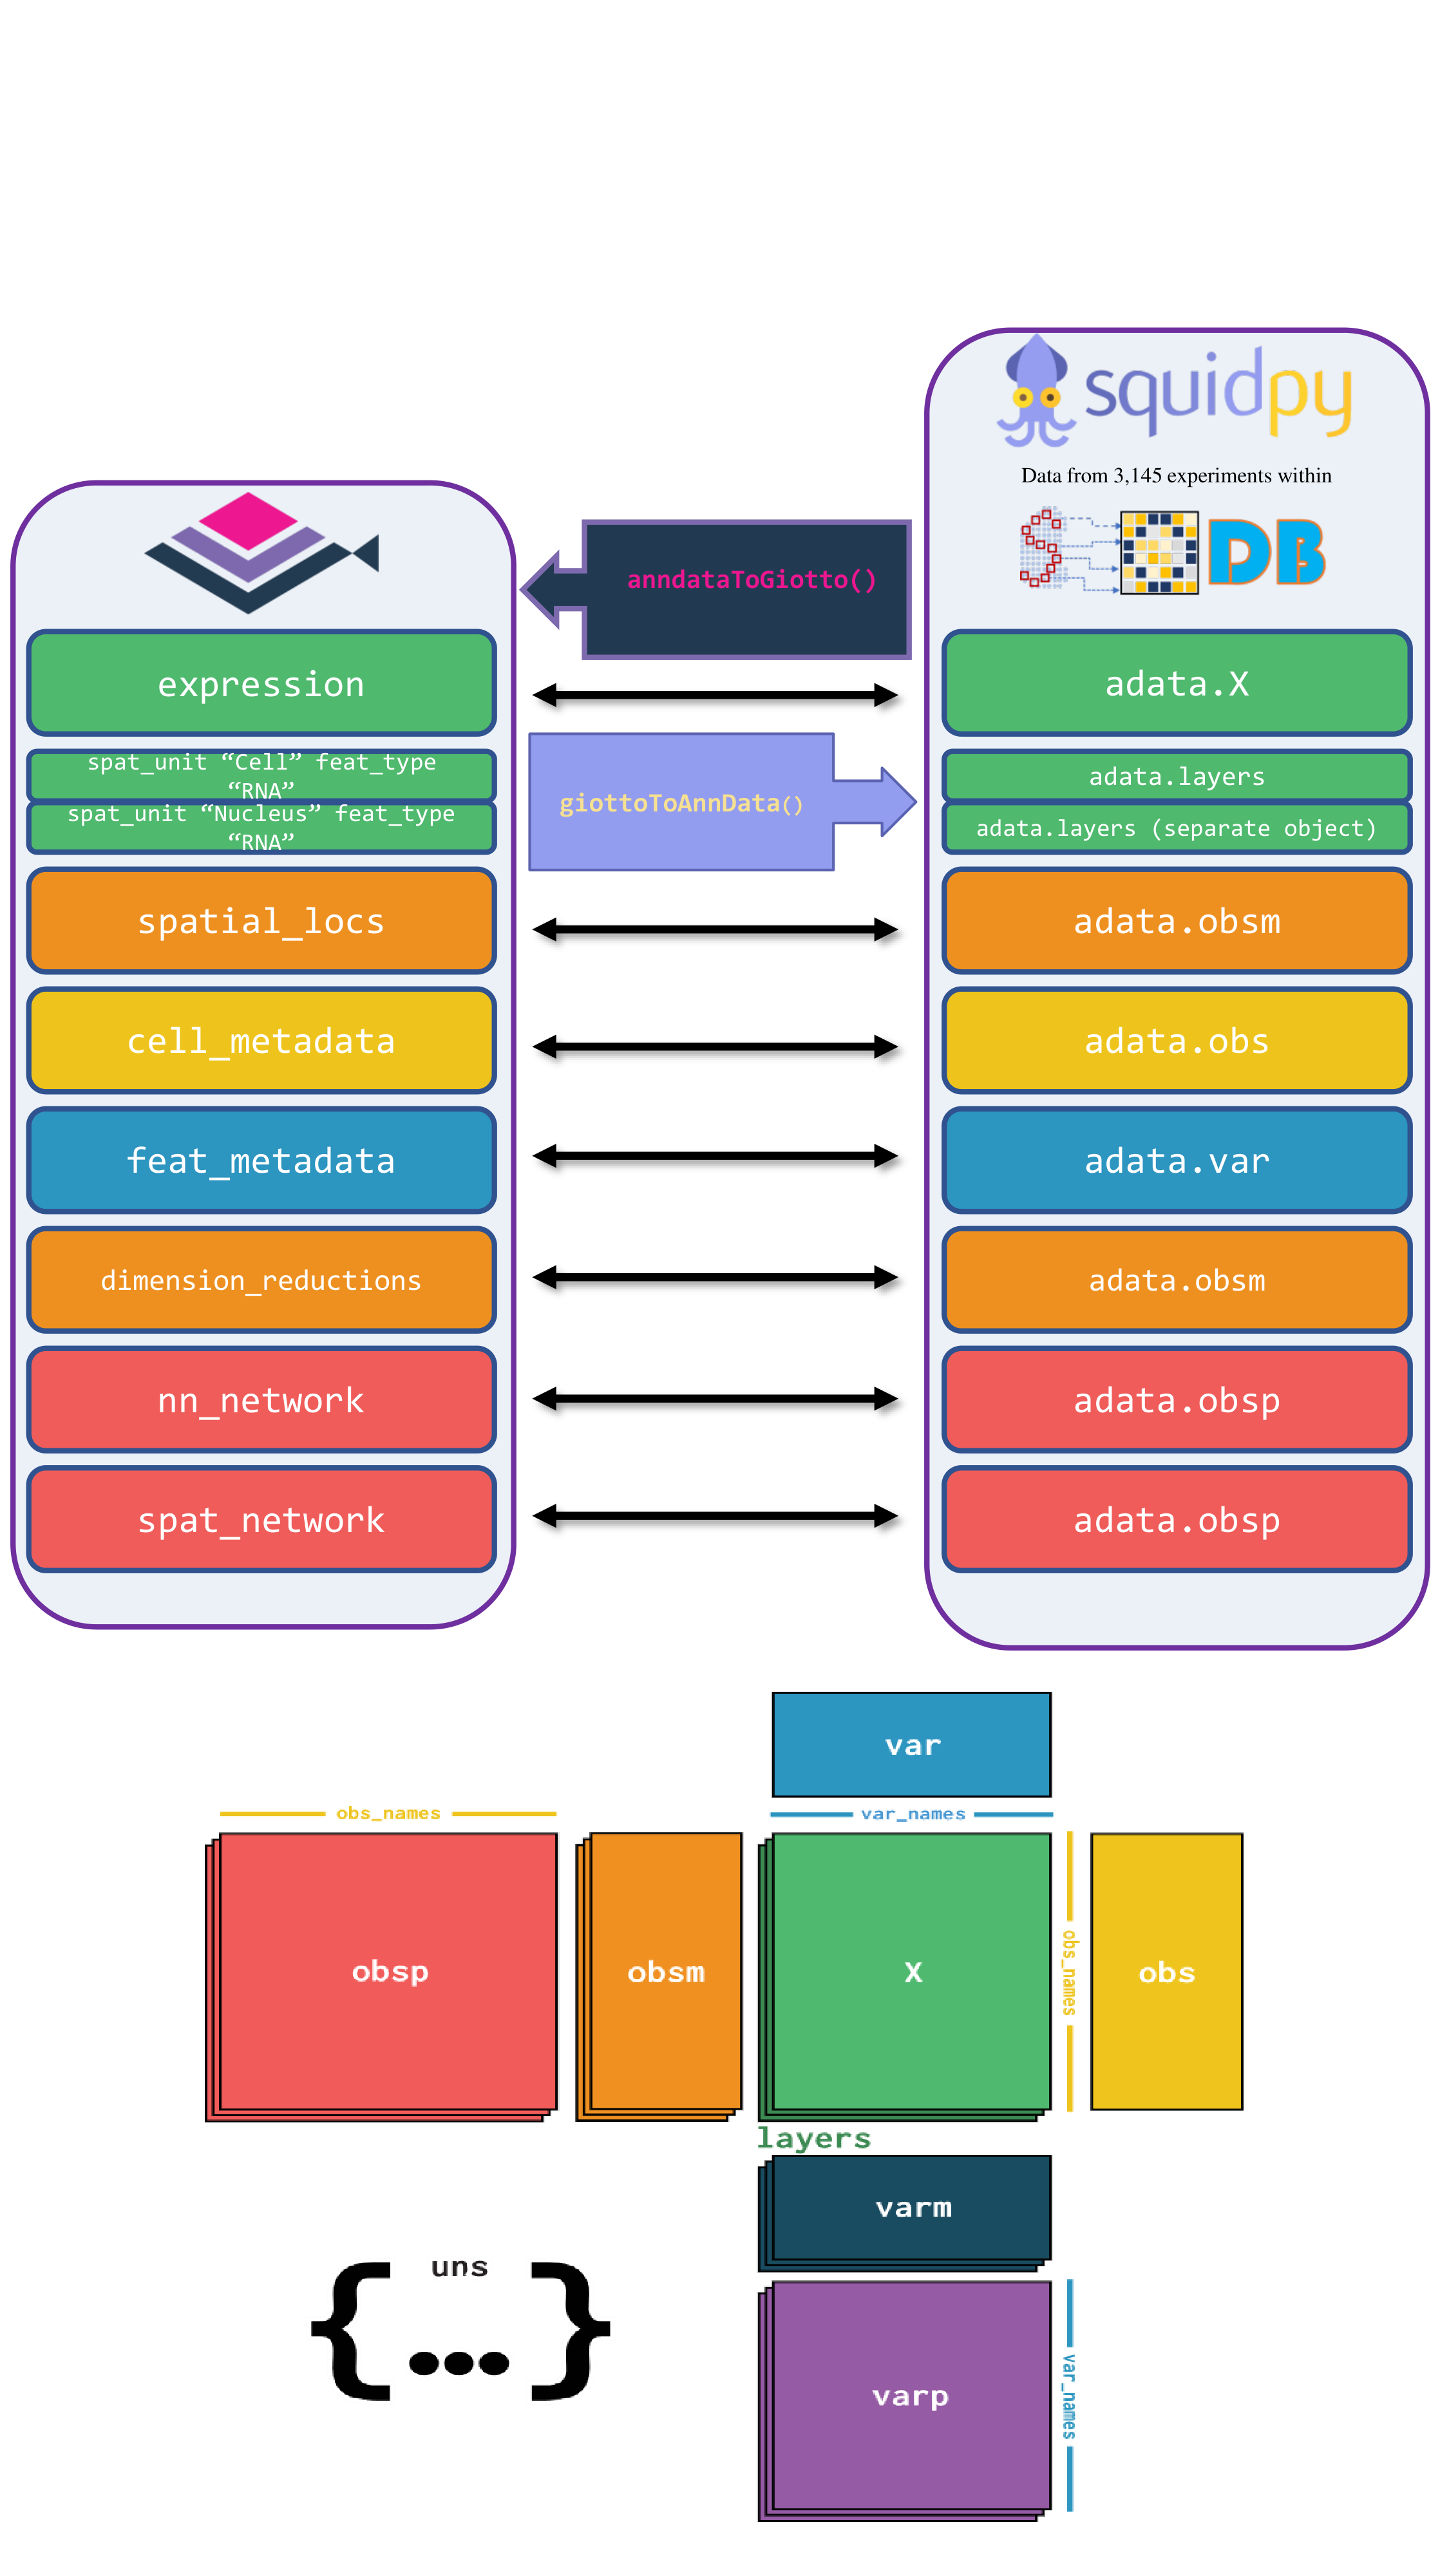 squidpy
Data from 3,145 experiments within
DB
anndataToGiotto()
expression
adata.X
spat_unit “Cell” feat_type
“RNA”
adata.layers
spat_unit “Nucleus” feat_type
“RNA”
adata.layers (separate object)
giottoToAnnData()
spatial_locs
adata.obsm
cell_metadata
adata.obs
feat_metadata
adata.var
dimension_reductions
adata.obsm
nn_network
adata.obsp
spat_network
adata.obsp
var
obs_names
var_names
obsp
obsm
X
obs_names
obs
layers
varm
uns
{...}
varp
var_names